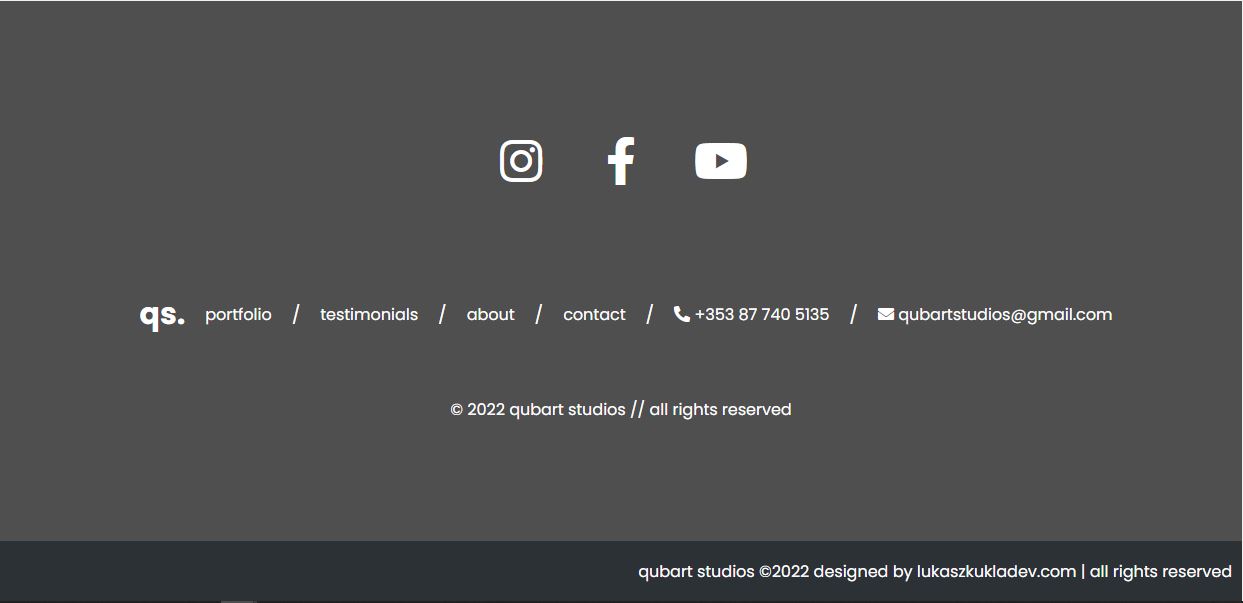 qs. portfolio / testimonials / about / contact / +353 87 740 5135 / qubartstudios@gmail.com
© 2022 qubart studios // all rights reserved
qubart studios ©2022 designed by lukaszkukladev.com | all rights reserved